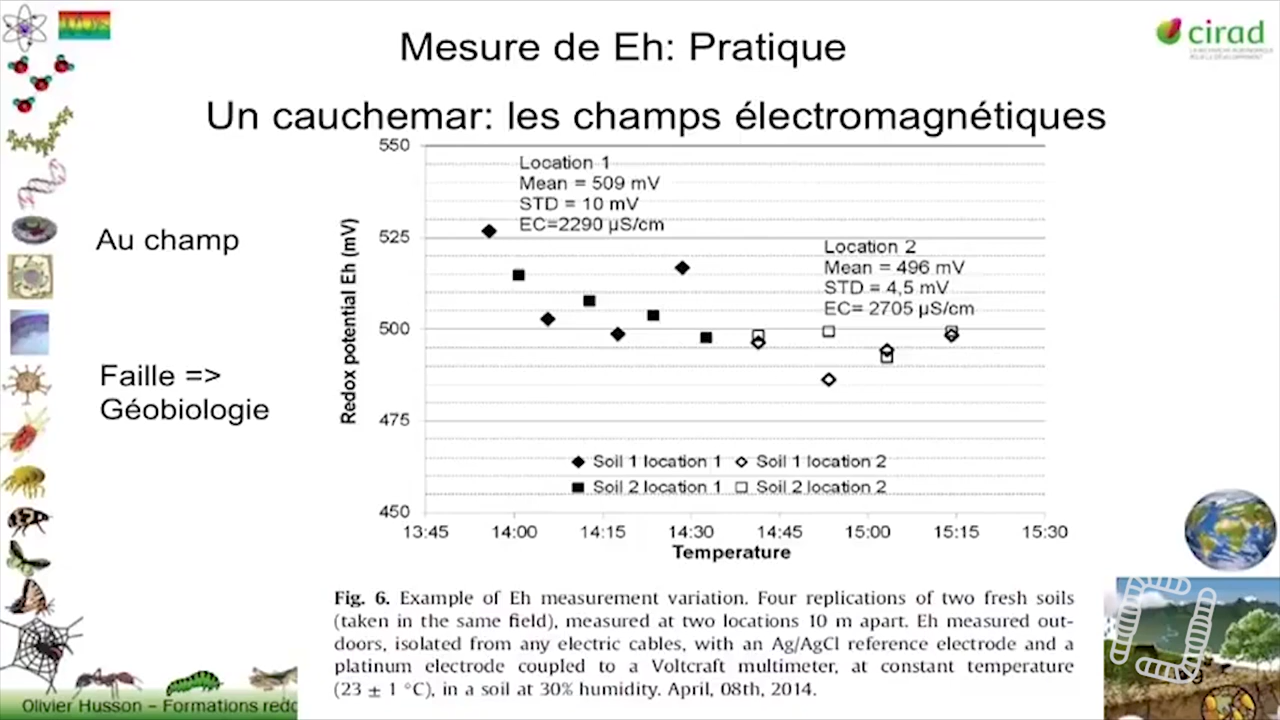 Mesure de Eh: Pratique
cirad
Un cauchemar: les champs électromagnétiques
Au champ
Faille =>
Géobiologie
Redox potential Eh (mV)
550
525
500
475
450
Location 1
Mean = 509 mV
STD = 10 mV
EC=2290 µS/cm
Location 2
Mean = 496 mV
STD = 4,5 mV
EC= 2705 µS/cm
Soil 1 location 1 Soil 1 location 2
Soil 2 location 1 Soil 2 location 2
13:45 14:00 14:15 14:30 14:45 15:00 15:15 15:30
Temperature
Fig. 6. Example of Eh measurement variation. Four replications of two fresh soils
(taken in the same field), measured at two locations 10 m apart. Eh measured out-
doors, isolated from any electric cables, with an Ag/AgCl reference electrode and a
platinum electrode coupled to a Voltcraft multimeter, at constant temperature
(23 ± 1 °C), in a soil at 30% humidity. April, 08th, 2014.
Olivier Husson – Formations redo